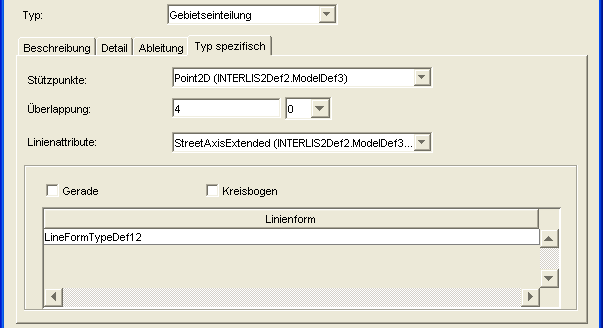 Typ: Gebietseinteilung
Beschreibung Detail Ableitung Typ spezifisch
Stützpunkte: Point2D (INTERLIS2Def2.ModelDef3)
Überlappung: 4 0
Linienattribute: StreetAxisExtended (INTERLIS2Def2.ModelDef3...
Gerade Kreisbogen
Linienform
LineFormTypeDef12